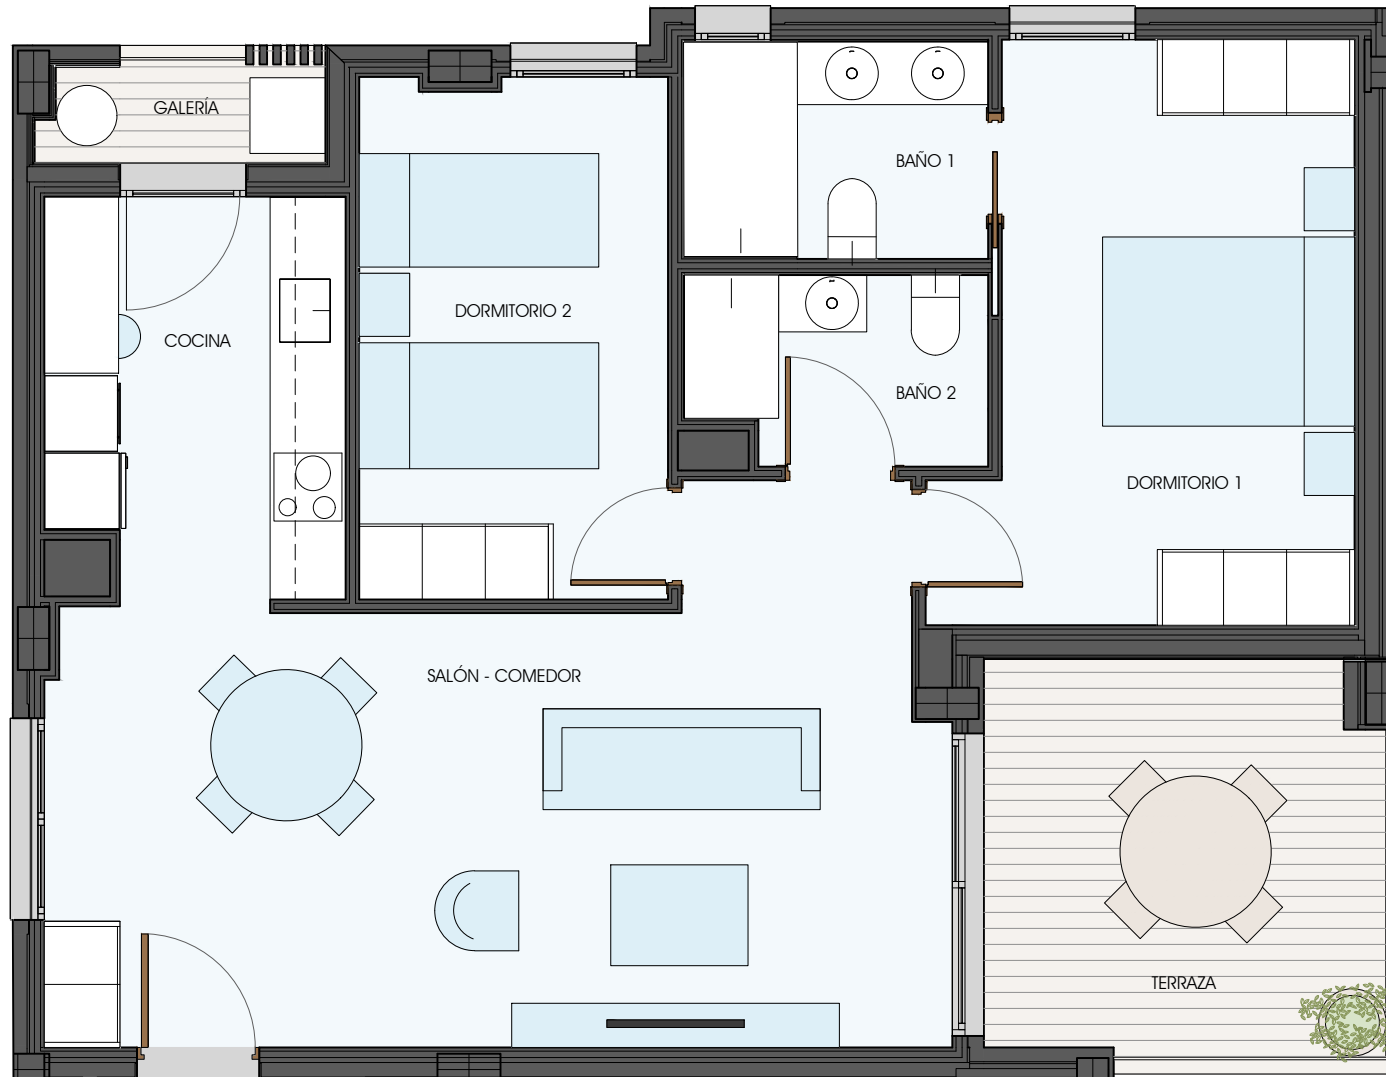 GALERÍA
BAÑO 1
DORMITORIO 2
COCINA
BAÑO 2
DORMITORIO 1
SALÓN - COMEDOR
TERRAZA